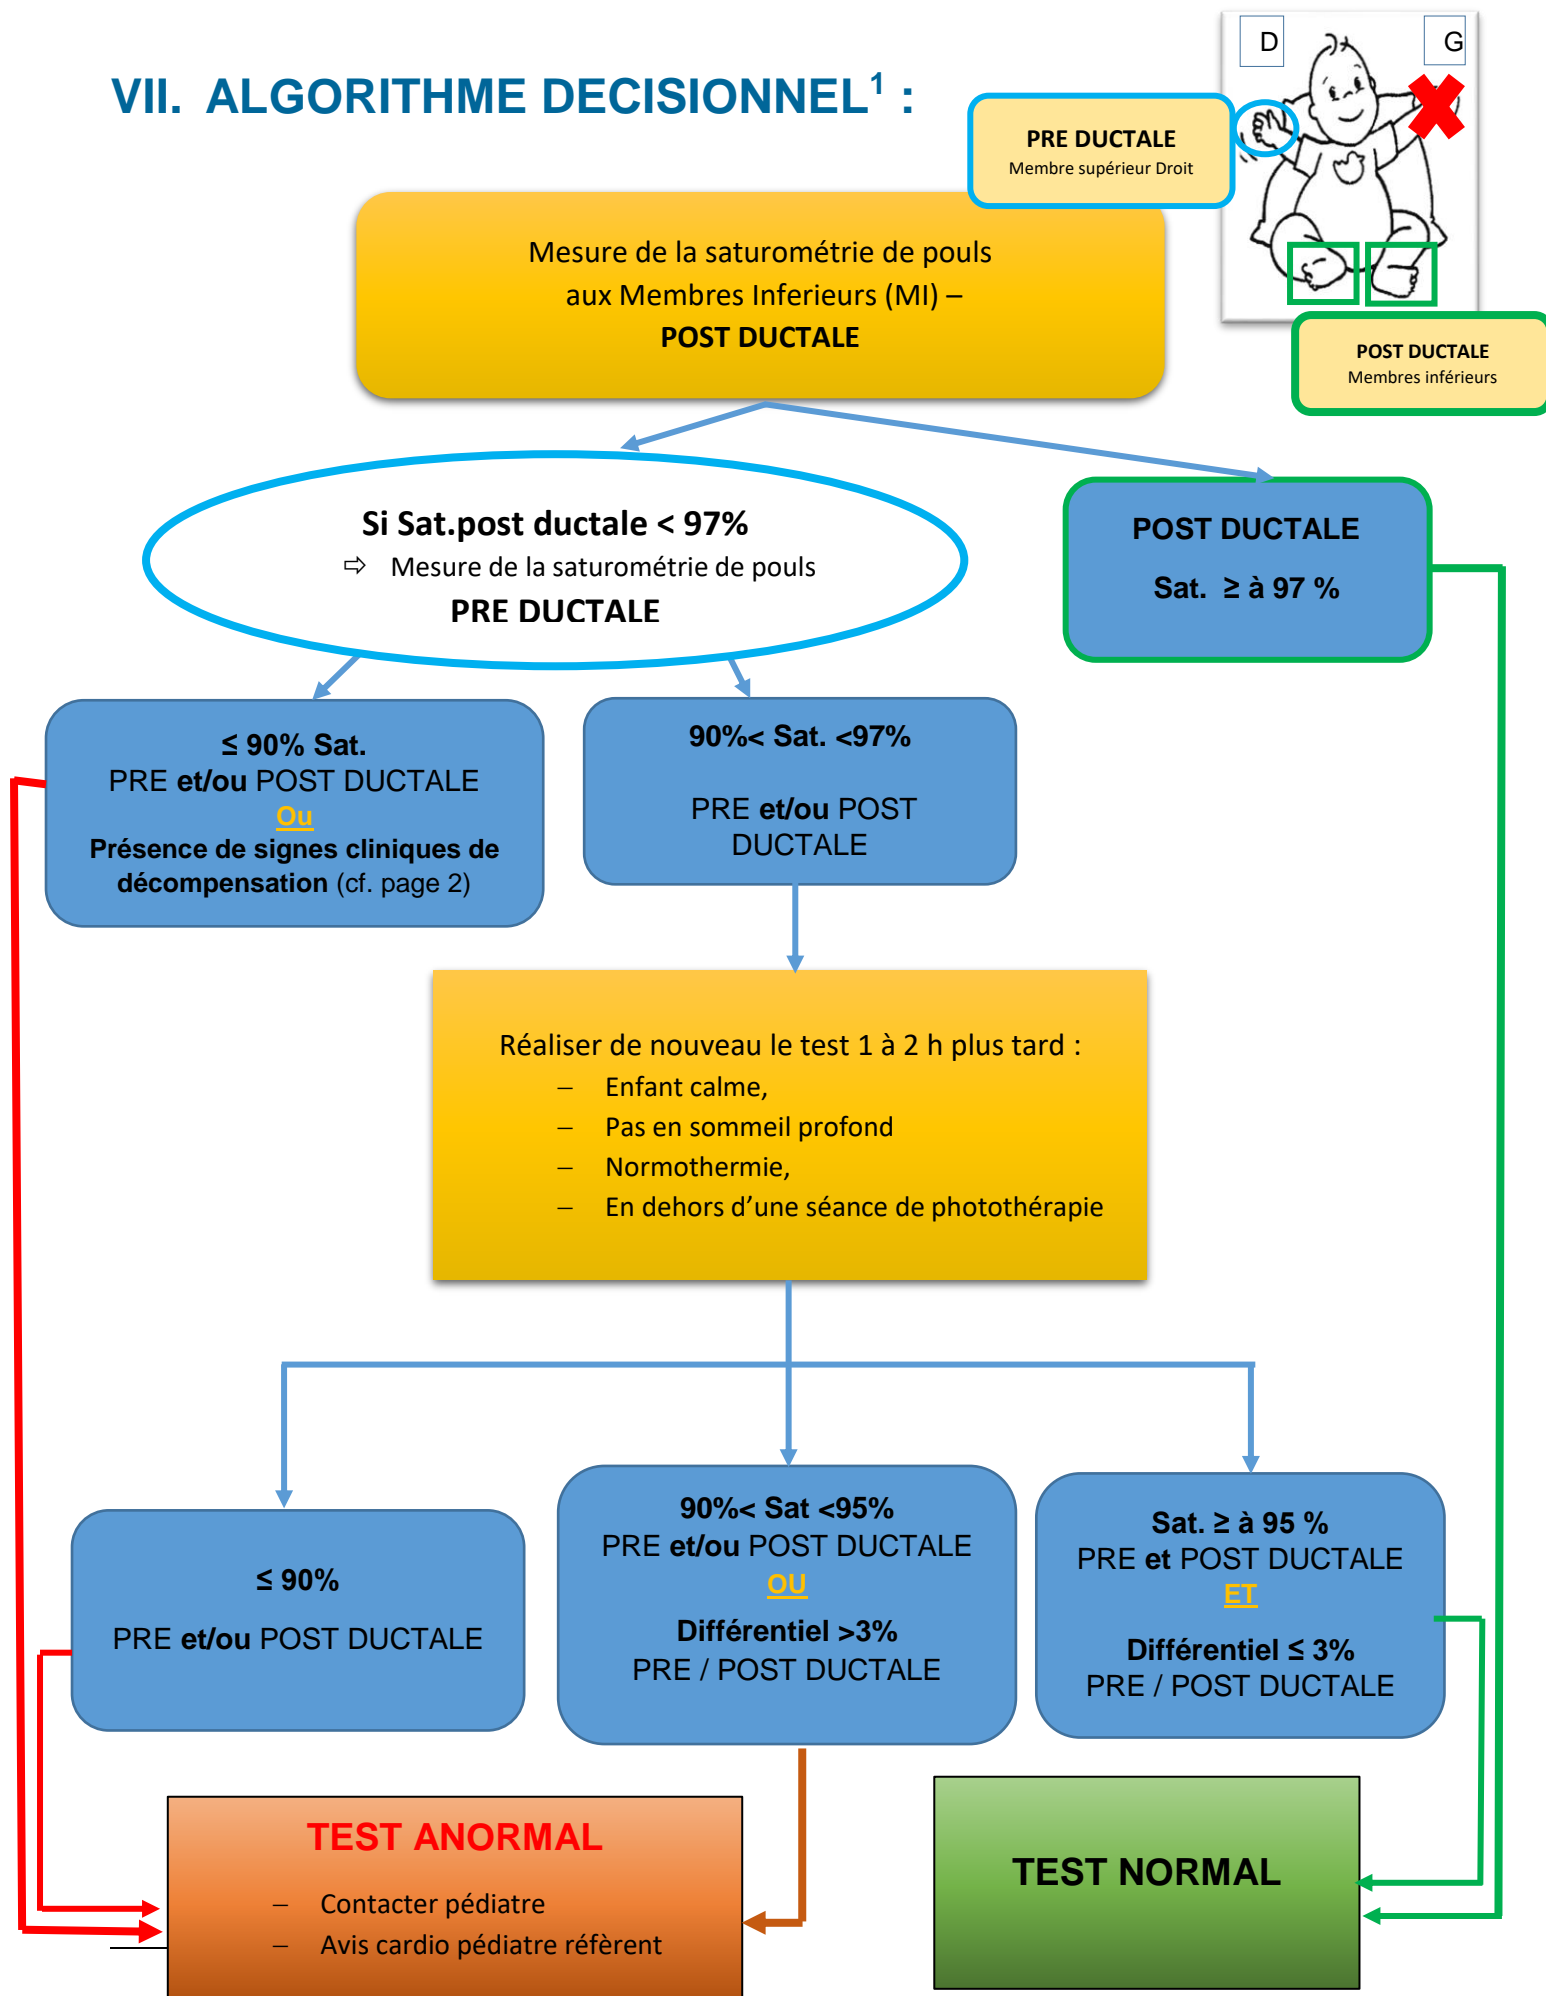 VII. ALGORITHME DECISIONNEL1 :
D
G
PRE DUCTALE
Membre supérieur Droit
Mesure de la saturométrie de pouls
aux Membres Inferieurs (MI) –
POST DUCTALE
POST DUCTALE
Membres inférieurs
Si Sat.post ductale < 97%
⇨ Mesure de la saturométrie de pouls
PRE DUCTALE
POST DUCTALE
Sat. ≥ à 97 %
≤ 90% Sat.
PRE et/ou POST DUCTALE
Ou
Présence de signes cliniques de
décompensation (cf. page 2)
90%< Sat. <97%
PRE et/ou POST
DUCTALE
Réaliser de nouveau le test 1 à 2 h plus tard :
– Enfant calme,
– Pas en sommeil profond
– Normothermie,
– En dehors d’une séance de photothérapie
≤ 90%
PRE et/ou POST DUCTALE
90%< Sat <95%
PRE et/ou POST DUCTALE
OU
Différentiel >3%
PRE / POST DUCTALE
Sat. ≥ à 95 %
PRE et POST DUCTALE
ET
Différentiel ≤ 3%
PRE / POST DUCTALE
TEST ANORMAL
– Contacter pédiatre
– Avis cardio pédiatre réfèrent
TEST NORMAL